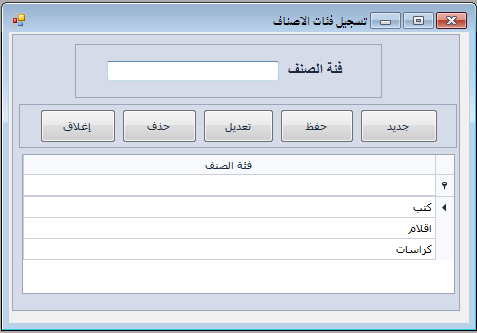 تسجيل فئات الاصناف
فئة الصنف
جديد حفظ تعديل حذف إغلاق
فئة الصنف
كتب
اقلام
كراسات